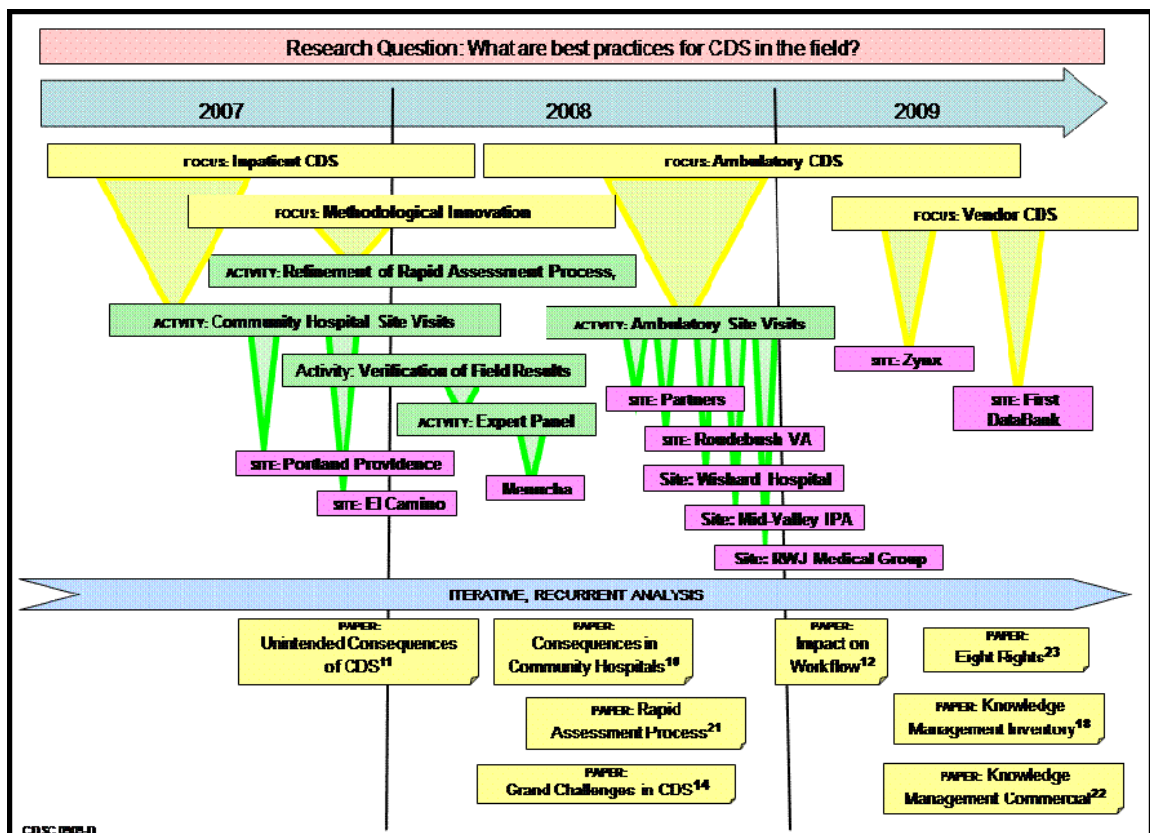 Research Question: What are best practices for CDS in the field?
2007
2008
2009
FOCUS: Inpatient CDS
FOCUS: Ambulatory CDS
FOCUS: Methodological Innovation
FOCUS: Vendor CDS
ACTIVITY: Refinement of Rapid Assessment Process,
ACTIVITY: Community Hospital Site Visits
ACTIVITY: Ambulatory Site Visits
Activity: Verification of Field Results
SITE: Zynx
SITE: Partners
SITE: First
DataBank
ACTIVITY: Expert Panel
SITE: Roudebush VA
SITE: Portland Providence
Site: Wishard Hospital
Menucha
SITE: El Camino
Site: Mid-Valley IPA
Site: RWJ Medical Group
ITERATIVE, RECURRENT ANALYSIS
PAPER:
Unintended Consequences
of CDS¹¹
PAPER:
Consequences in
Community Hospitals¹⁰
PAPER:
Impact on
Workflow¹²
PAPER:
Eight Rights²³
PAPER: Rapid
Assessment Process²¹
PAPER: Knowledge
Management Inventory¹⁸
PAPER:
Grand Challenges in CDS¹⁴
PAPER: Knowledge
Management Commercial²²